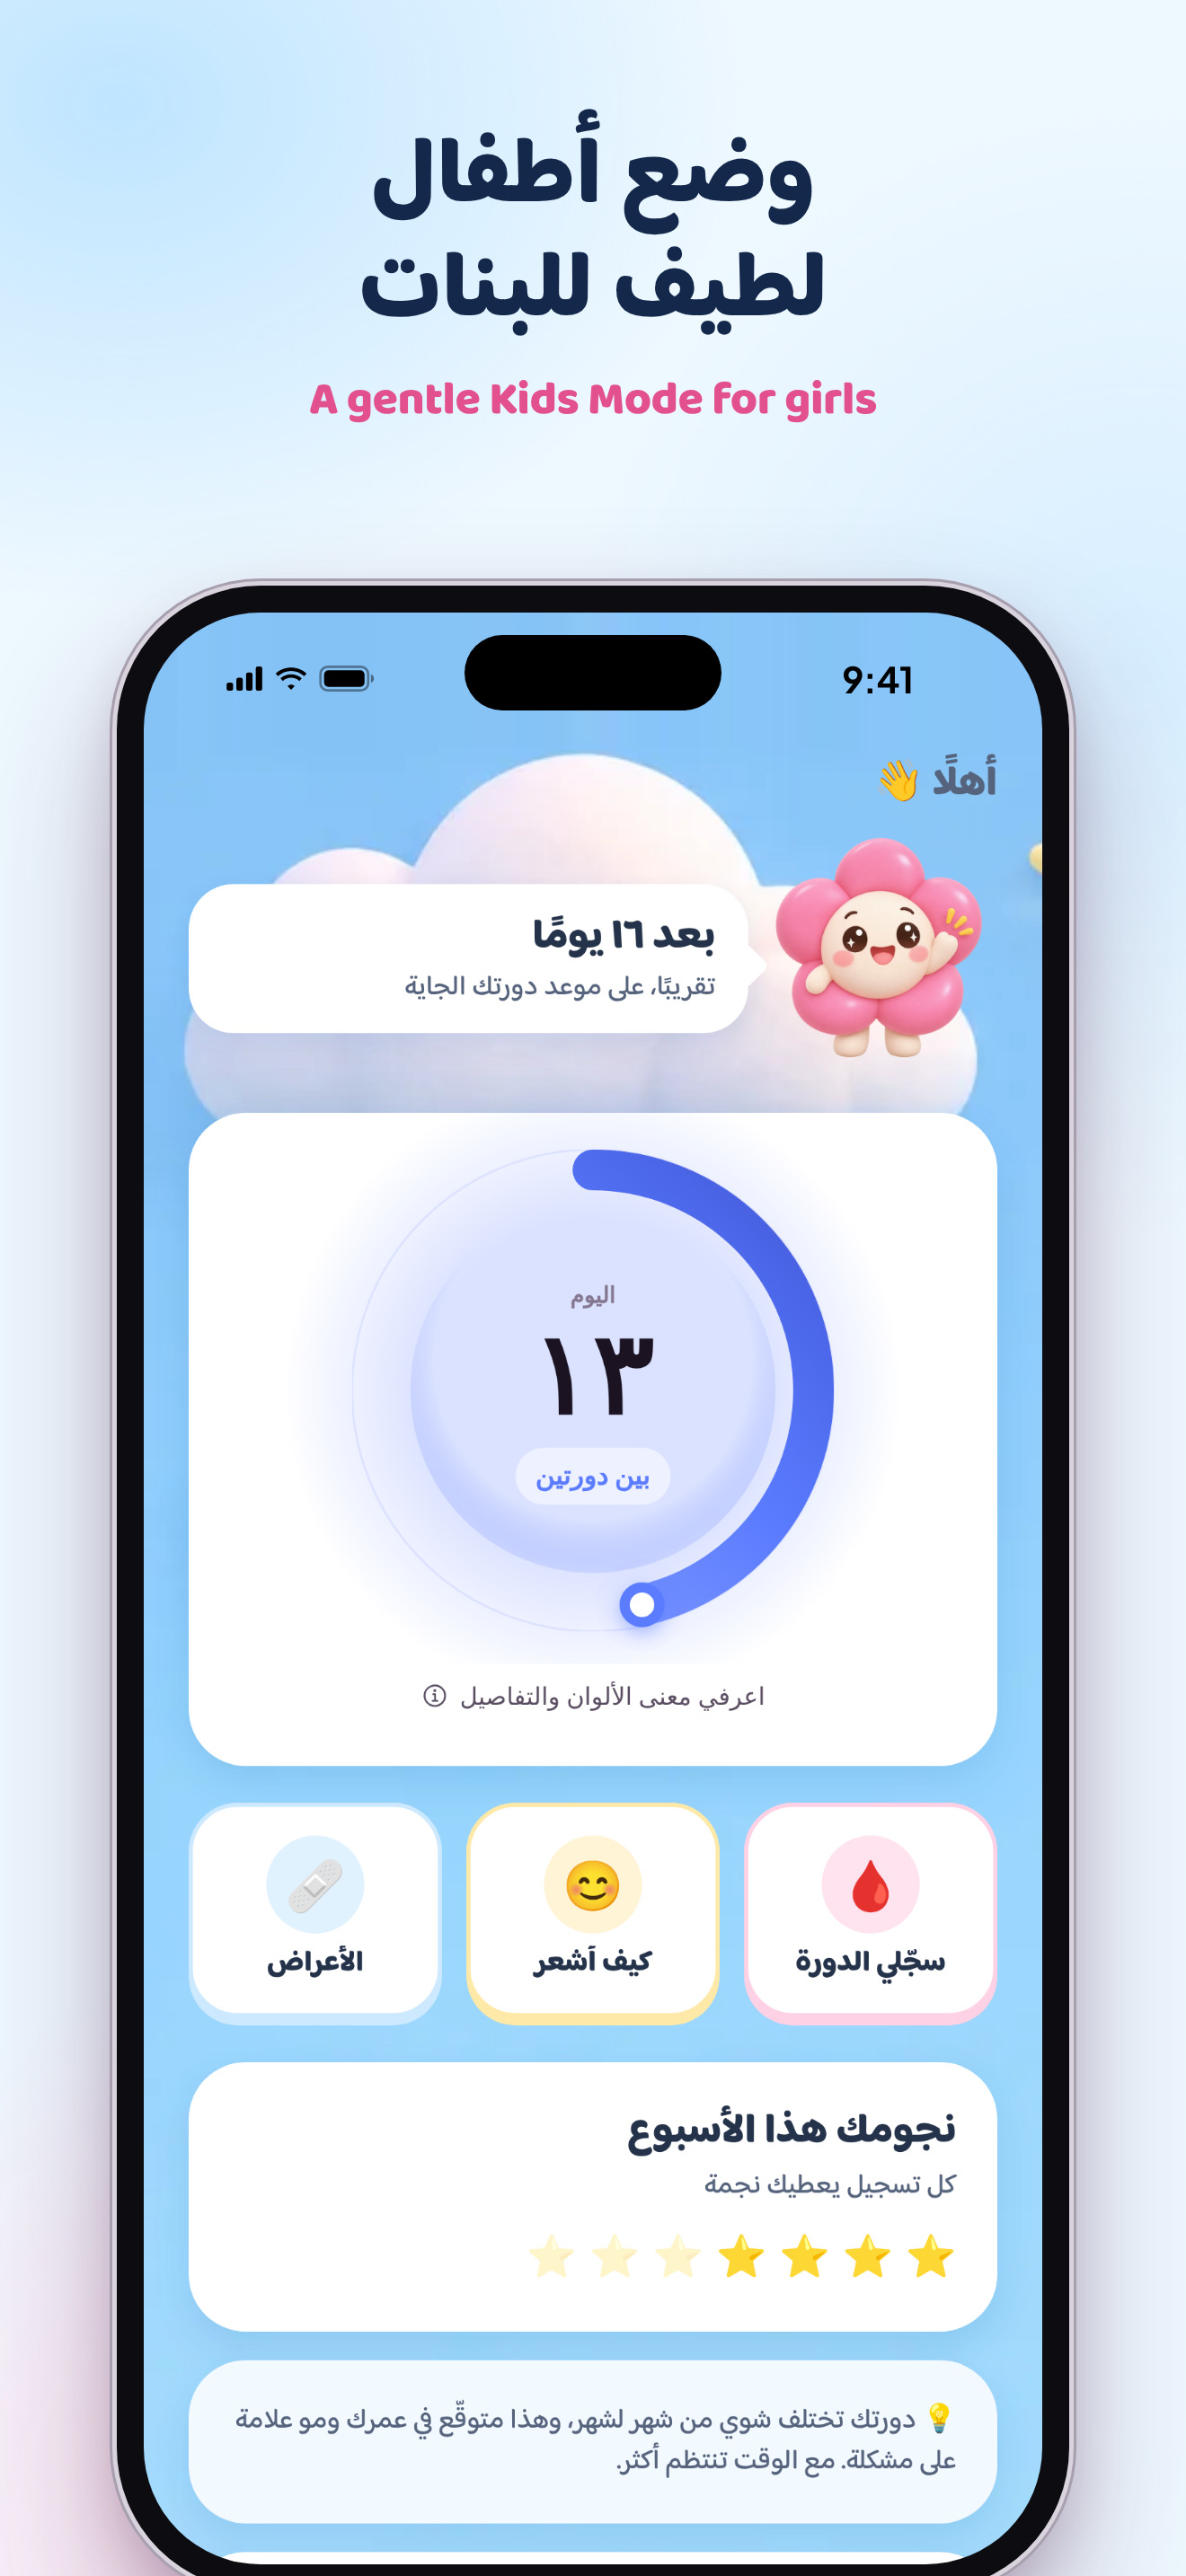 وضع أطفال
لطيف للبنات
A gentle Kids Mode for girls
9:41
أهلًا 👋
بعد ١٦ يومًا
تقريبًا، على موعد دورتك الجاية
اليوم
١٣
بين دورتين
اعرفي معنى الألوان والتفاصيل
سجّلي الدورة
كيف أشعر
الأعراض
نجومك هذا الأسبوع
كل تسجيل يعطيك نجمة
💡 دورتك تختلف شوي من شهر لشهر، وهذا متوقّع في عمرك ومو علامة
على مشكلة. مع الوقت تنتظم أكثر.